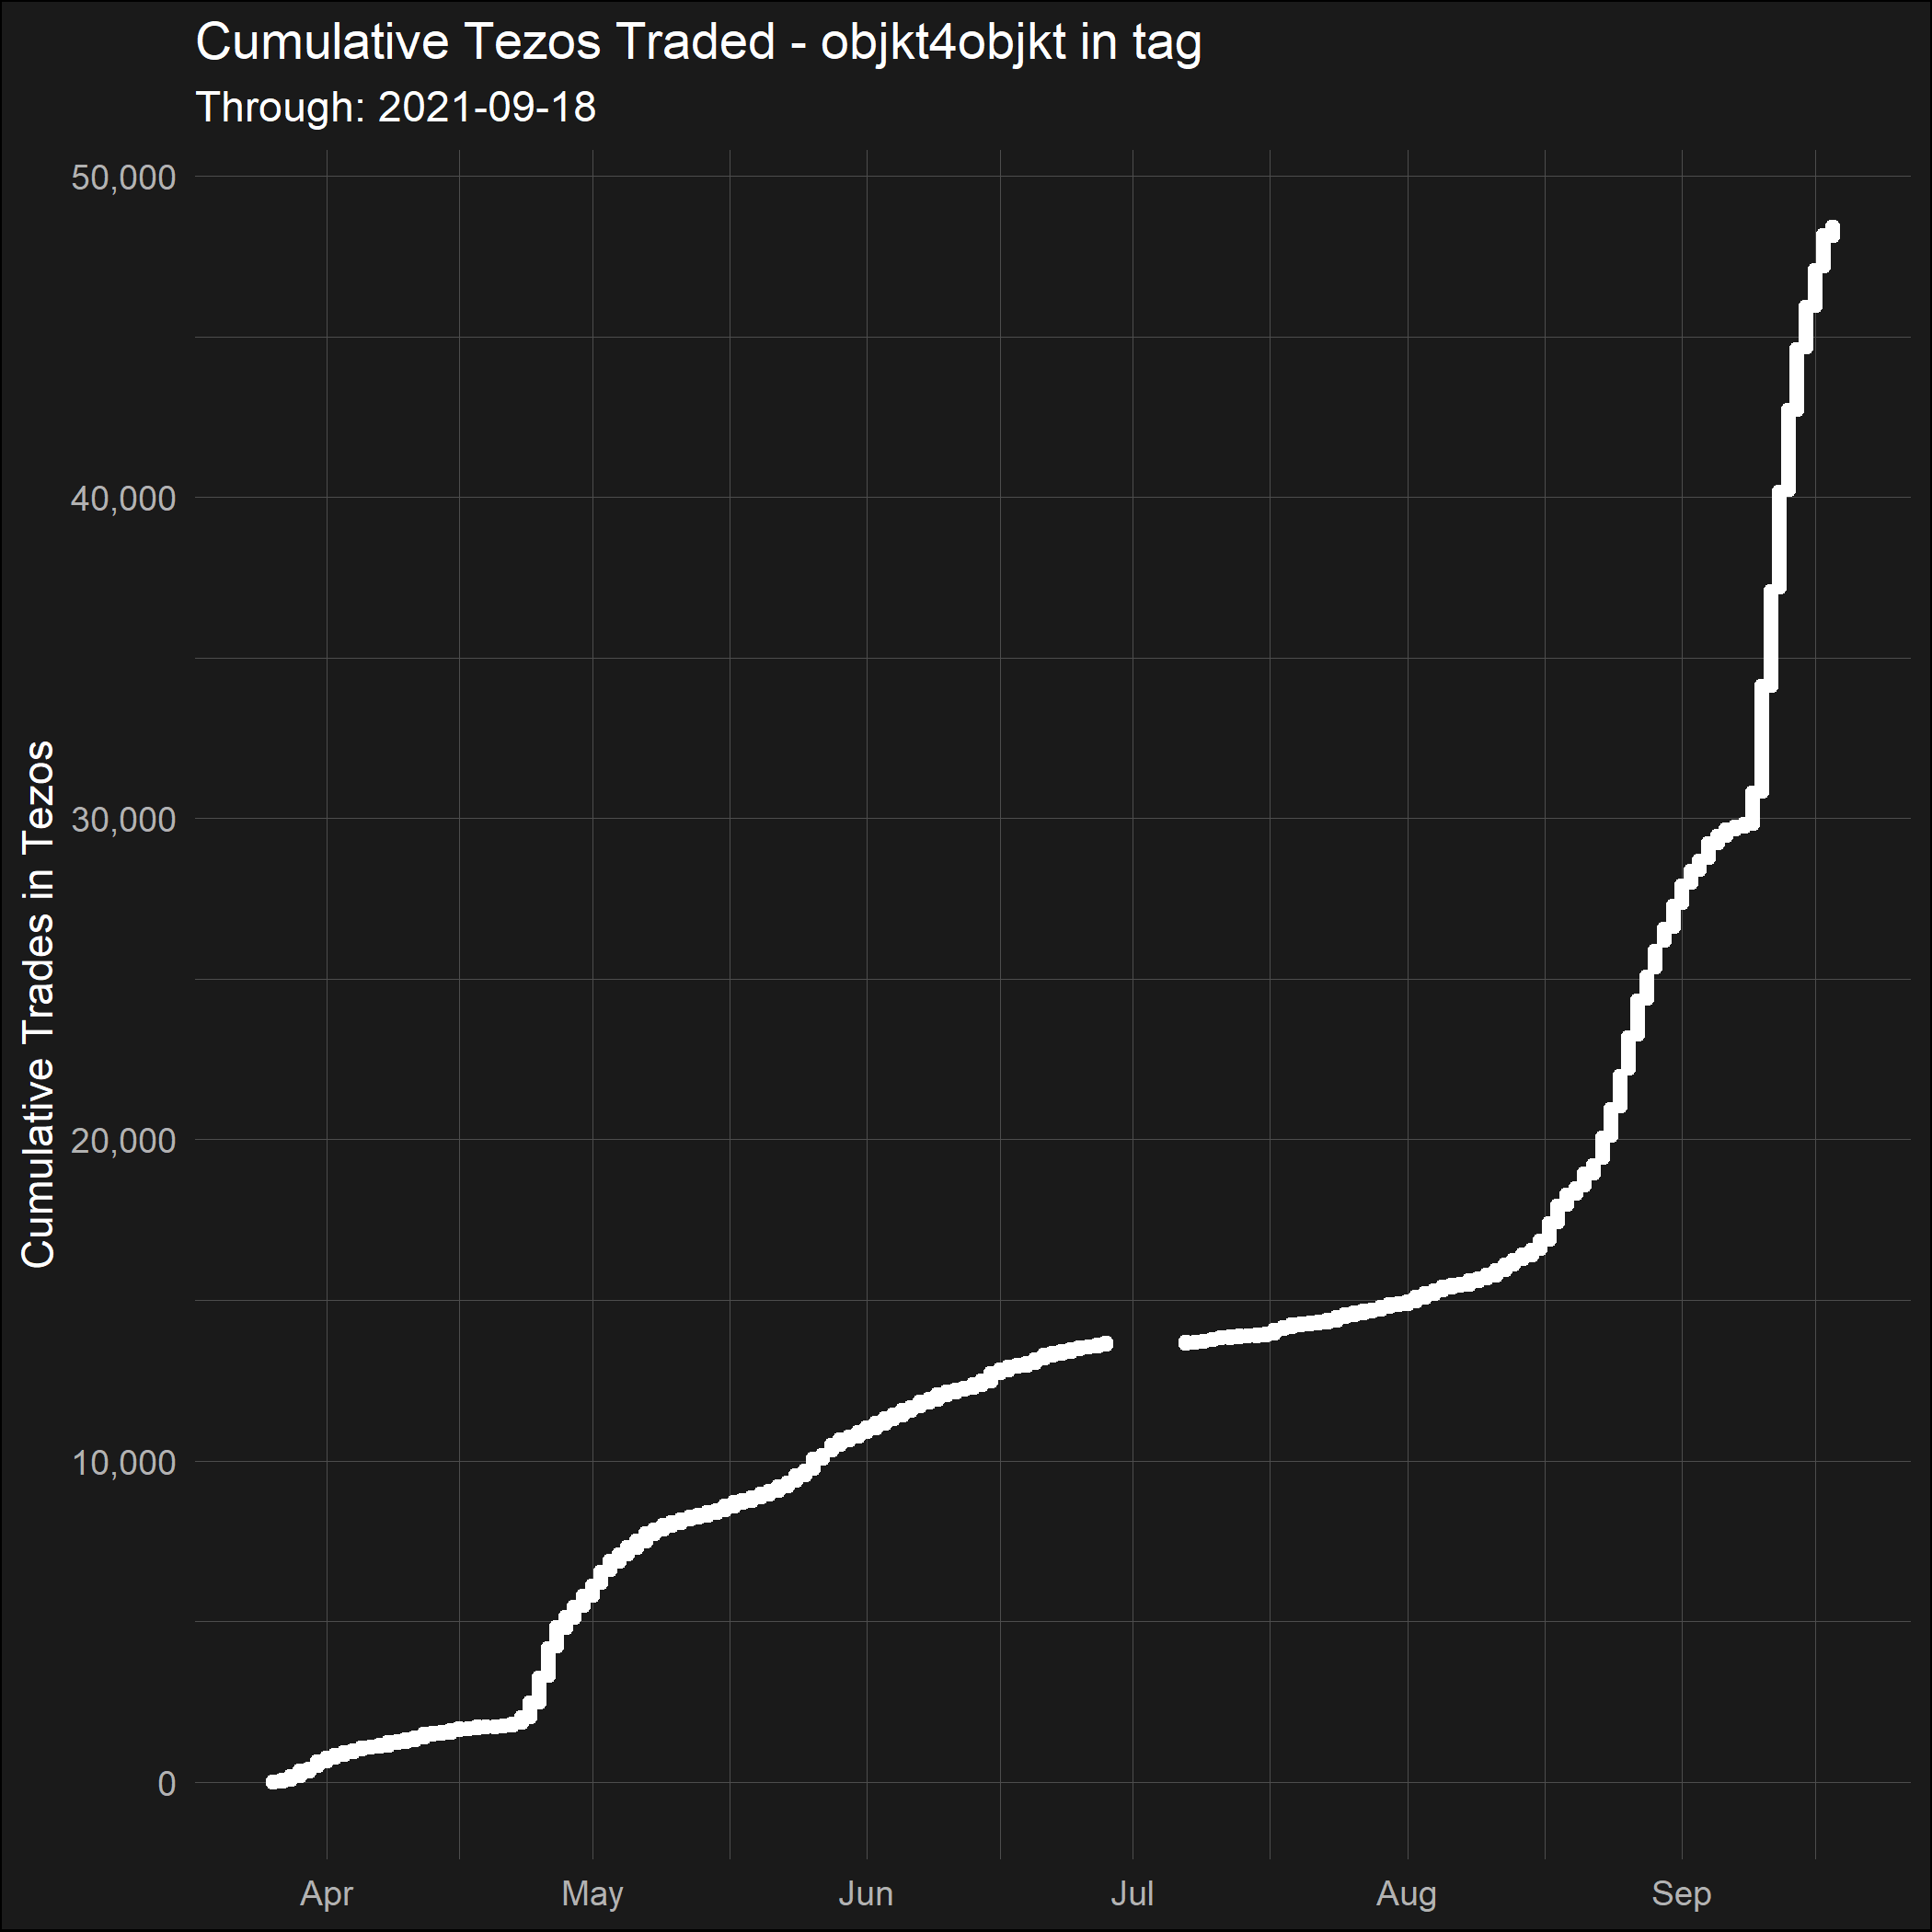 Cumulative Tezos Traded - objkt4objkt in tag
Through: 2021-09-18
Cumulative Trades in Tezos
50,000
40,000
30,000
20,000
10,000
0
Apr May Jun Jul Aug Sep